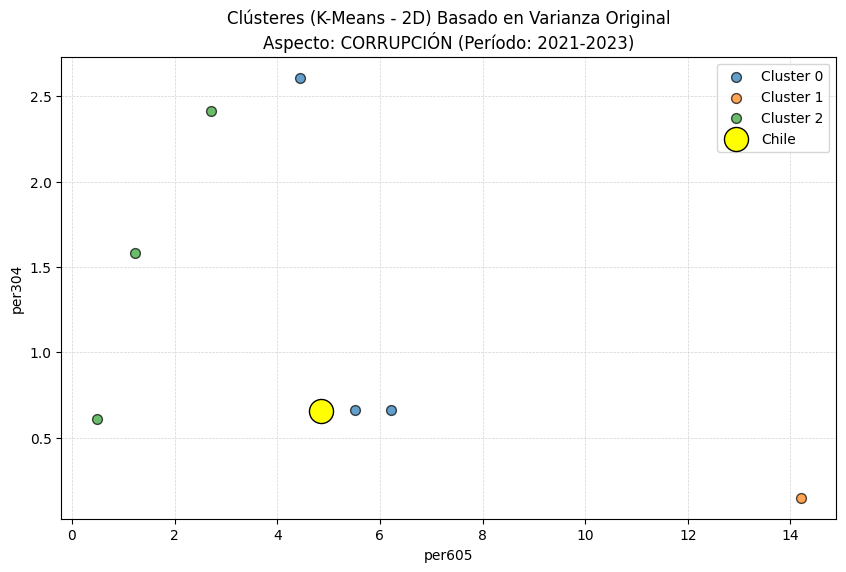 Clústeres (K-Means - 2D) Basado en Varianza Original
Aspecto: CORRUPCIÓN (Período: 2021-2023)
Cluster 0
Cluster 1
Cluster 2
Chile
2.5
2.0
1.5
1.0
0.5
per304
0 2 4 6 8 10 12 14
per605